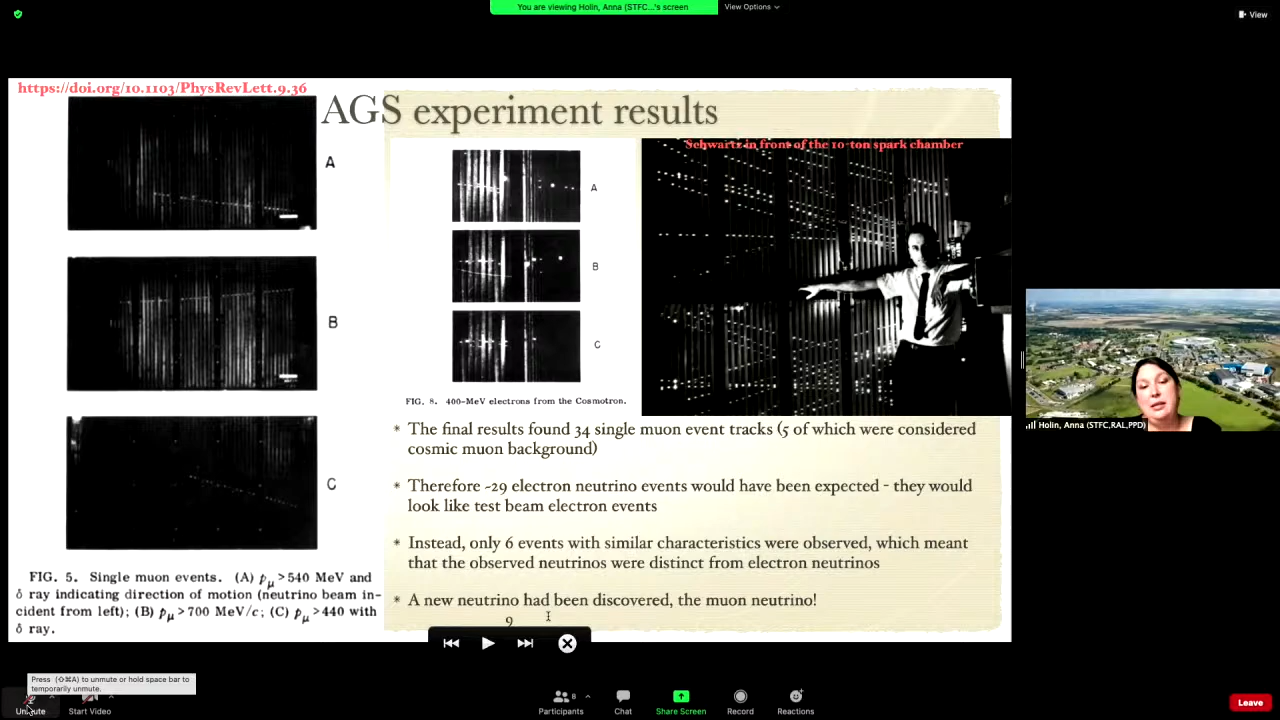 You are viewing Holin, Anna (STFC...'s screen
View Options
View
https://doi.org/10.1103/PhysRevLett.9.36
AGS experiment results
A
B
C
FIG. 5. Single muon events. (A) pμ > 540 MeV and
δ ray indicating direction of motion (neutrino beam in-
cident from left); (B) pμ > 700 MeV/c; (C) pμ > 440 with
δ ray.
A
B
C
FIG. 8. 400-MeV electrons from the Cosmotron.
Schwartz in front of the 10-ton spark chamber
* The final results found 34 single muon event tracks (5 of which were considered
cosmic muon background)
* Therefore ~29 electron neutrino events would have been expected - they would
look like test beam electron events
* Instead, only 6 events with similar characteristics were observed, which meant
that the observed neutrinos were distinct from electron neutrinos
* A new neutrino had been discovered, the muon neutrino!
9
Holin, Anna (STFC,RAL,PPD)
Press (⇧⌘A) to unmute or hold space bar to
temporarily unmute.
Unmute
Start Video
Participants
8
Chat
Share Screen
Record
Reactions
Leave